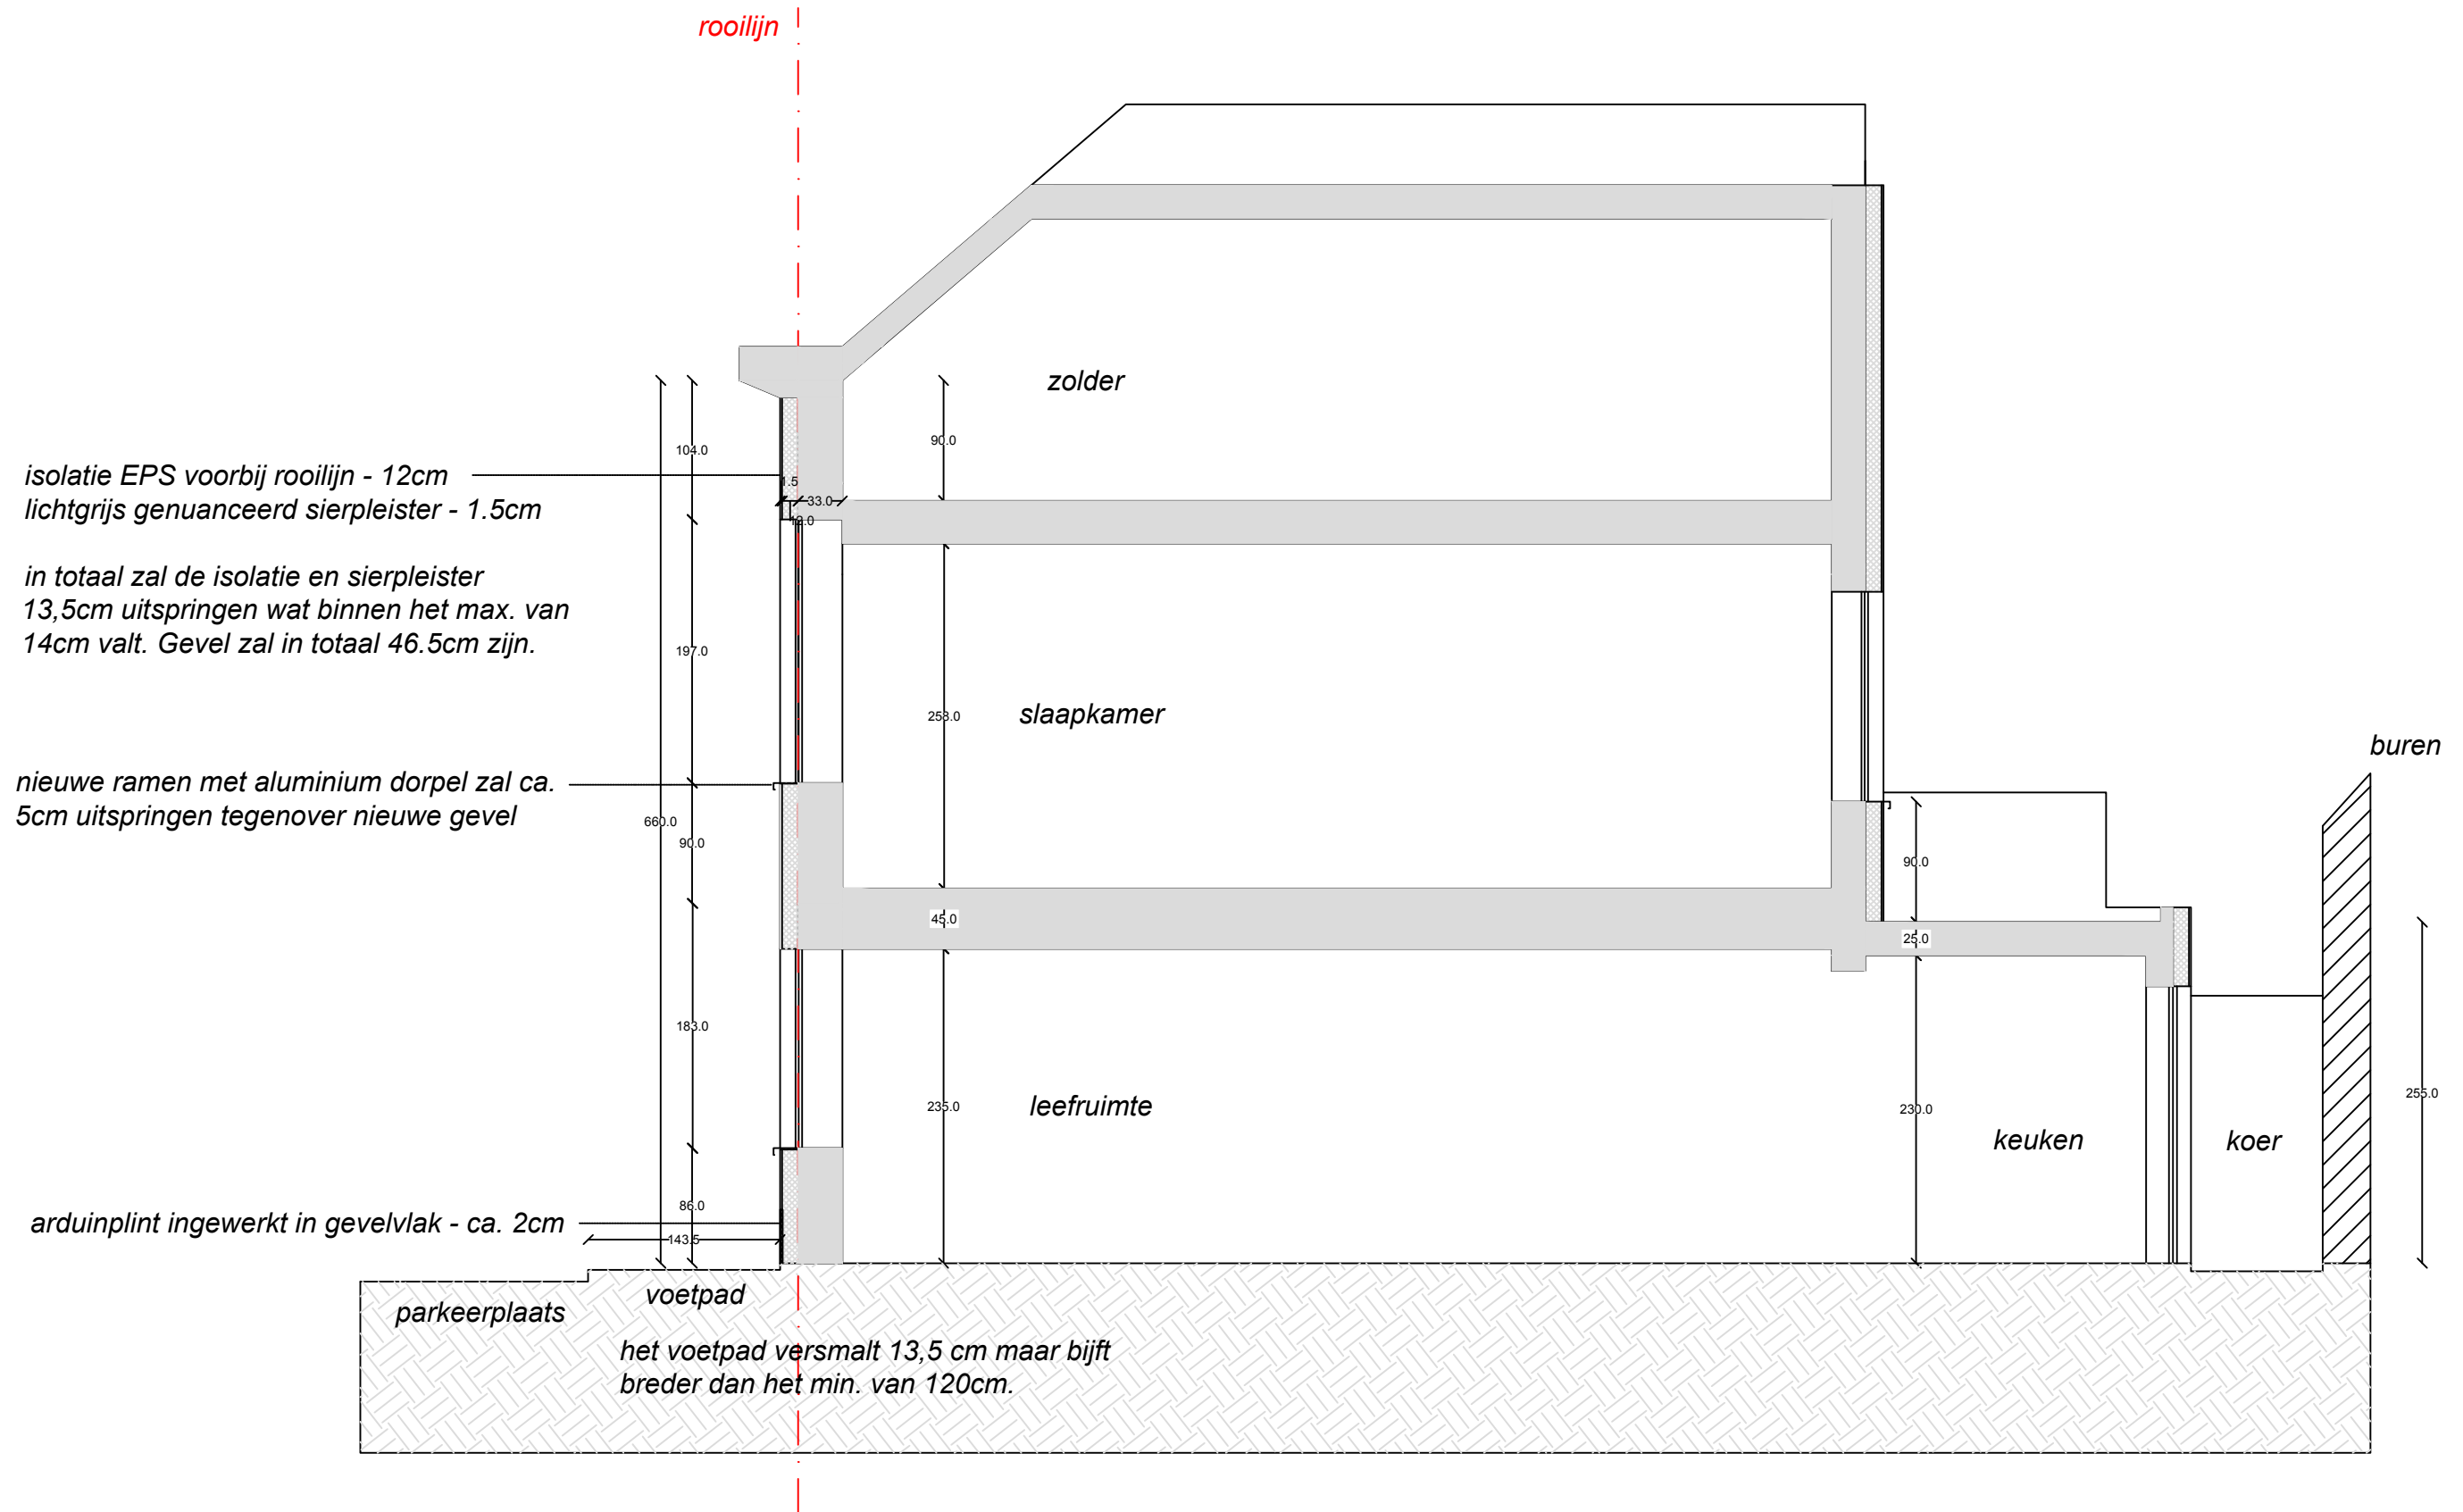 rooilijn
zolder
104.0
90.0
isolatie EPS voorbij rooilijn - 12cm
lichtgrijs genuanceerd sierpleister - 1.5cm
1.5
33.0
12.0
in totaal zal de isolatie en sierpleister
13,5cm uitspringen wat binnen het max. van
14cm valt. Gevel zal in totaal 46.5cm zijn.
197.0
258.0
slaapkamer
buren
nieuwe ramen met aluminium dorpel zal ca.
5cm uitspringen tegenover nieuwe gevel
660.0
90.0
90.0
45.0
25.0
183.0
235.0
leefruimte
230.0
255.0
keuken
koer
86.0
arduinplint ingewerkt in gevelvlak - ca. 2cm
143.5
voetpad
parkeerplaats
het voetpad versmalt 13,5 cm maar bijft
breder dan het min. van 120cm.